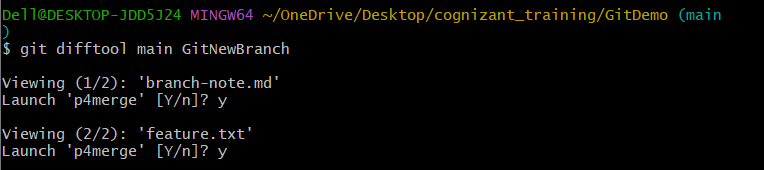 Dell@DESKTOP-JDD5J24 MINGW64 ~/OneDrive/Desktop/cognizant_training/GitDemo (main
)
$ git difftool main GitNewBranch
Viewing (1/2): 'branch-note.md'
Launch 'p4merge' [Y/n]? y
Viewing (2/2): 'feature.txt'
Launch 'p4merge' [Y/n]? y